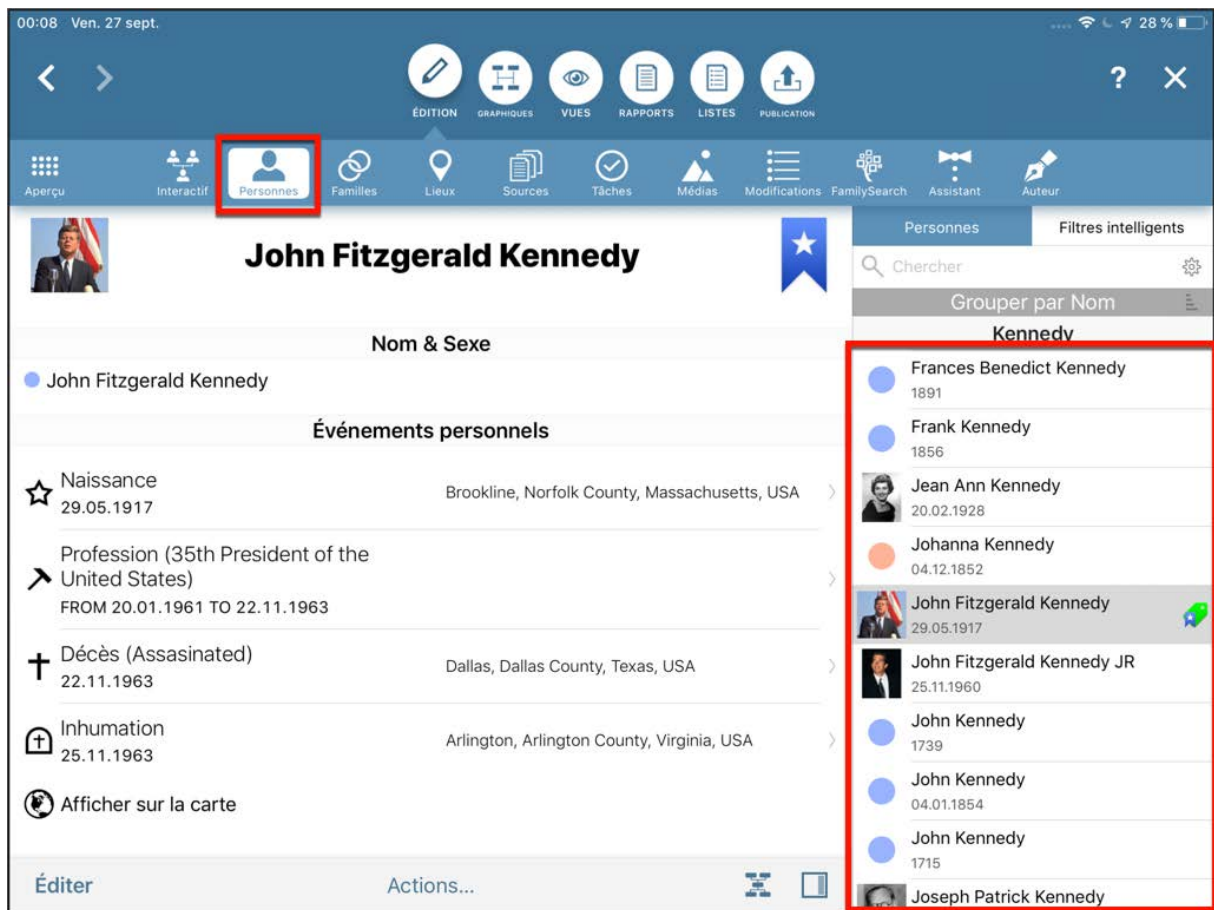 00:08 Ven. 27 sept.
28 %
ÉDITION
GRAPHIQUES
VUES
RAPPORTS
LISTES
PUBLICATION
?
Aperçu
Interactif
Personnes
Familles
Lieux
Sources
Tâches
Médias
Modifications
FamilySearch
Assistant
Auteur
John Fitzgerald Kennedy
Nom & Sexe
John Fitzgerald Kennedy
Événements personnels
Naissance
29.05.1917
Brookline, Norfolk County, Massachusetts, USA
Profession (35th President of the
United States)
FROM 20.01.1961 TO 22.11.1963
Décès (Assasinated)
22.11.1963
Dallas, Dallas County, Texas, USA
Inhumation
25.11.1963
Arlington, Arlington County, Virginia, USA
Afficher sur la carte
Éditer
Actions...
Personnes
Filtres intelligents
Chercher
Grouper par Nom
Kennedy
Frances Benedict Kennedy
1891
Frank Kennedy
1856
Jean Ann Kennedy
20.02.1928
Johanna Kennedy
04.12.1852
John Fitzgerald Kennedy
29.05.1917
John Fitzgerald Kennedy JR
25.11.1960
John Kennedy
1739
John Kennedy
04.01.1854
John Kennedy
1715
Joseph Patrick Kennedy